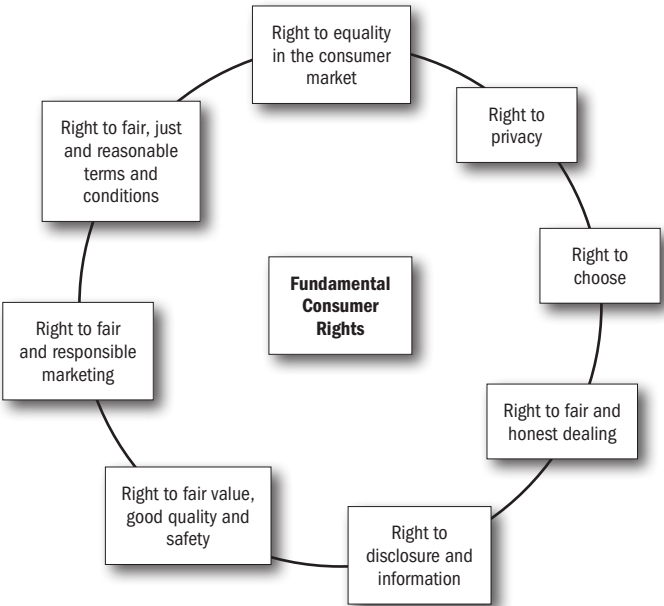 Right to equality
in the consumer
market
Right to
privacy
Right to
choose
Right to fair and
honest dealing
Right to
disclosure and
information
Right to fair value,
good quality and
safety
Right to fair
and responsible
marketing
Right to fair, just
and reasonable
terms and
conditions
Fundamental
Consumer
Rights